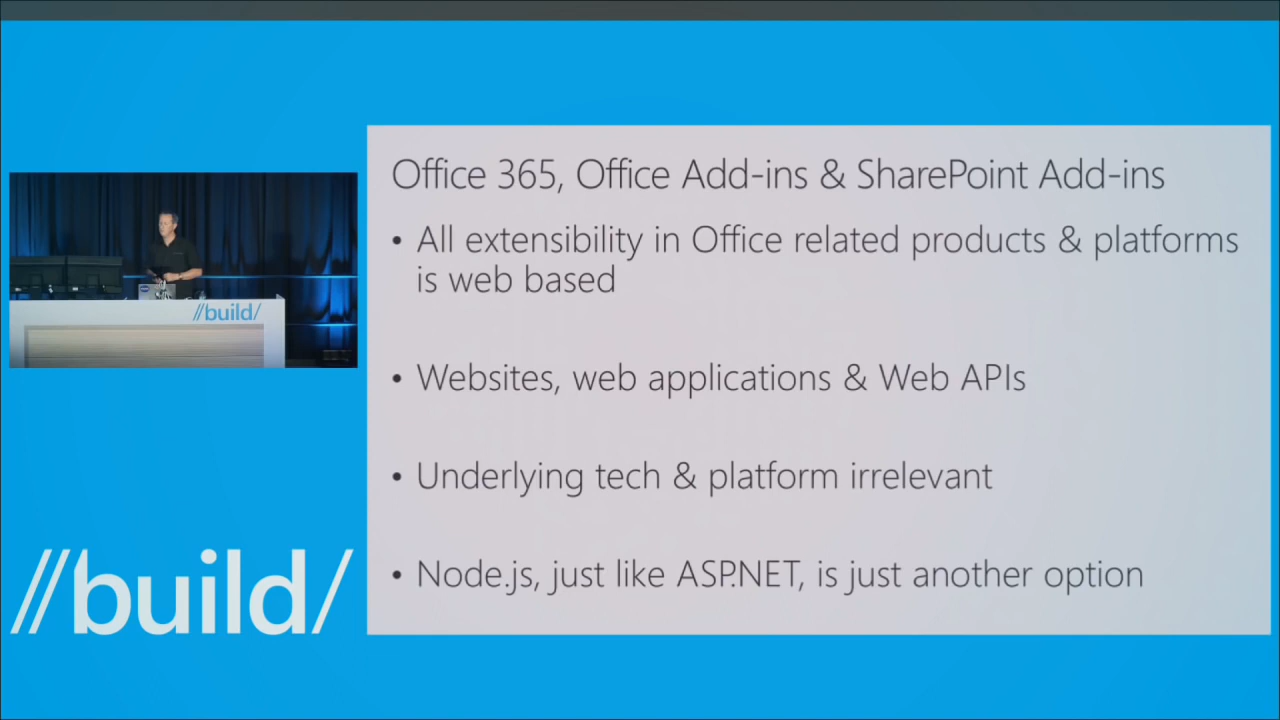 Office 365, Office Add-ins & SharePoint Add-ins
• All extensibility in Office related products & platforms
is web based
• Websites, web applications & Web APIs
• Underlying tech & platform irrelevant
• Node.js, just like ASP.NET, is just another option
//build/
//build/